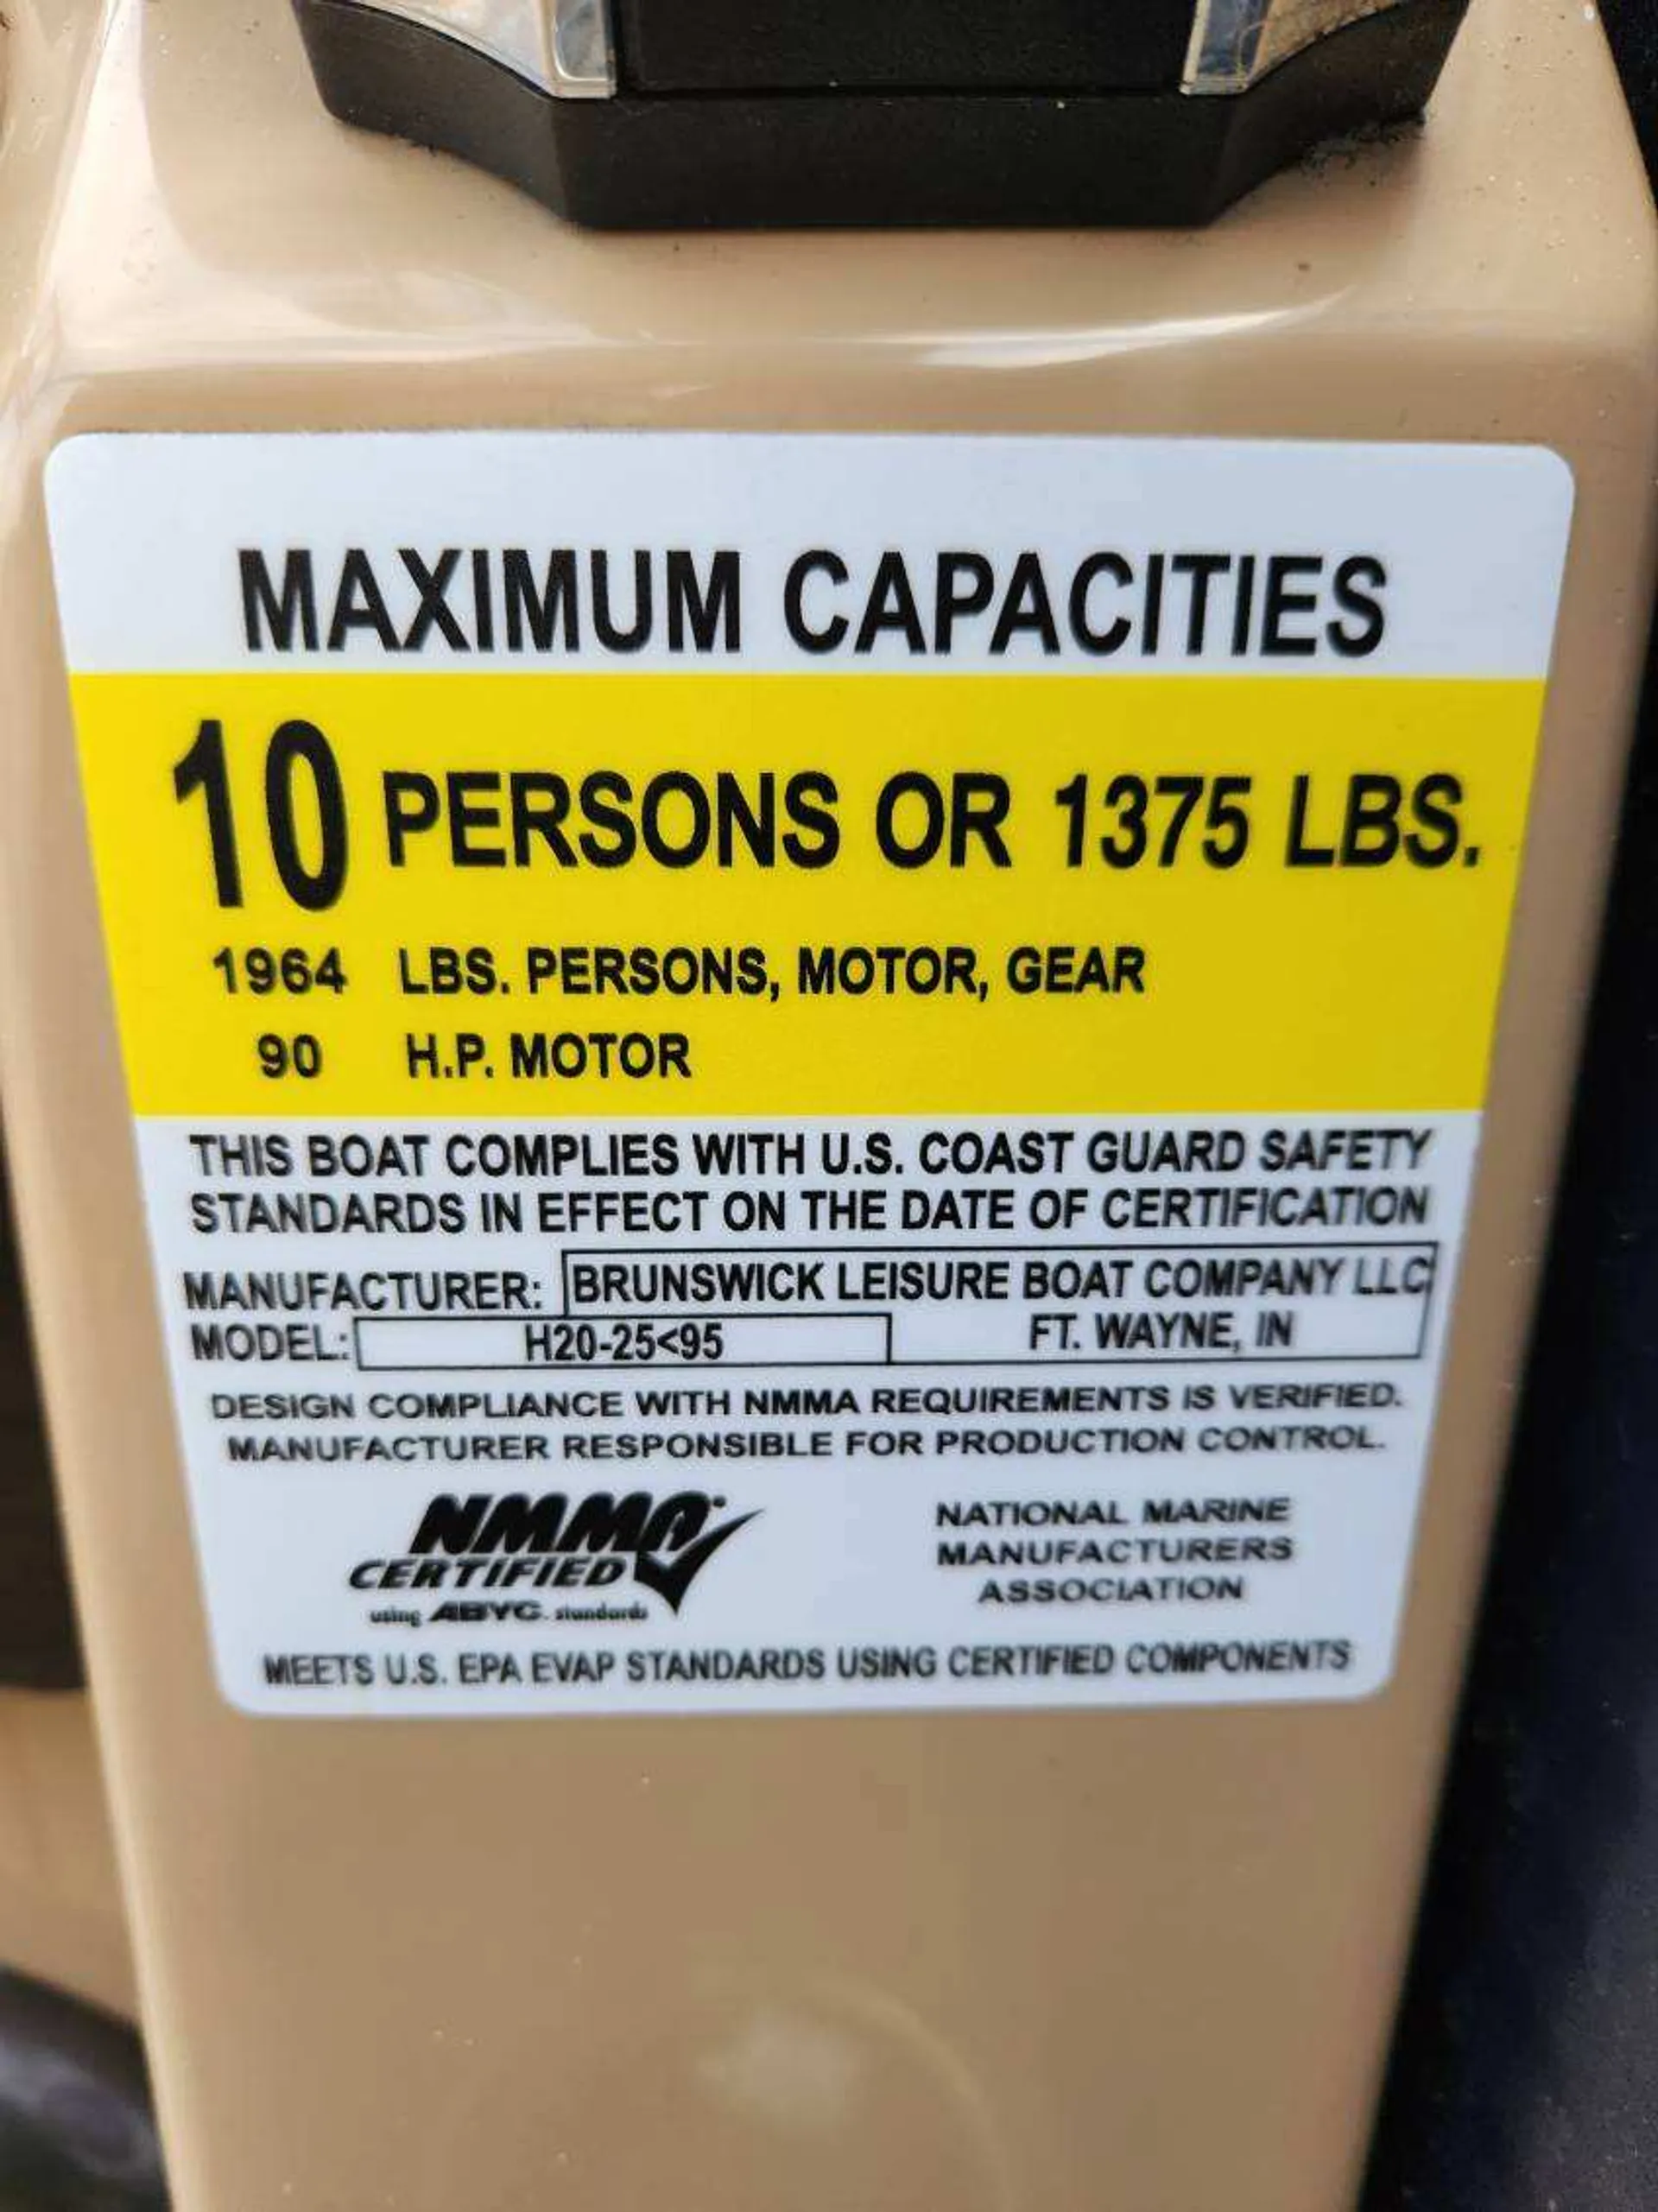 MAXIMUM CAPACITIES
10 PERSONS OR 1375 LBS.
1964 LBS. PERSONS, MOTOR, GEAR
90 H.P. MOTOR
THIS BOAT COMPLIES WITH U.S. COAST GUARD SAFETY
STANDARDS IN EFFECT ON THE DATE OF CERTIFICATION
MANUFACTURER: BRUNSWICK LEISURE BOAT COMPANY LLC
MODEL: H20-25<95 FT. WAYNE, IN
DESIGN COMPLIANCE WITH NMMA REQUIREMENTS IS VERIFIED.
MANUFACTURER RESPONSIBLE FOR PRODUCTION CONTROL.
NMMA
CERTIFIED
using ABYC. standards
NATIONAL MARINE
MANUFACTURERS
ASSOCIATION
MEETS U.S. EPA EVAP STANDARDS USING CERTIFIED COMPONENTS